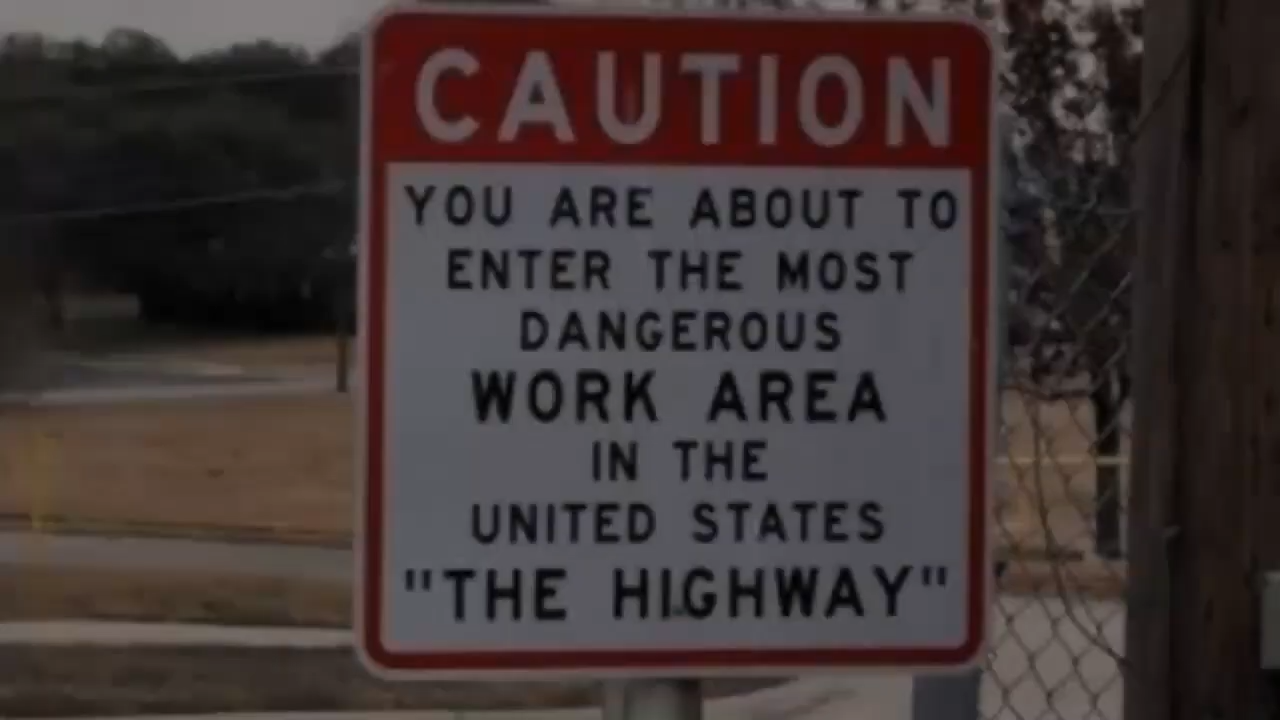 CAUTION
YOU ARE ABOUT TO
ENTER THE MOST
DANGEROUS
WORK AREA
IN THE
UNITED STATES
"THE HIGHWAY"